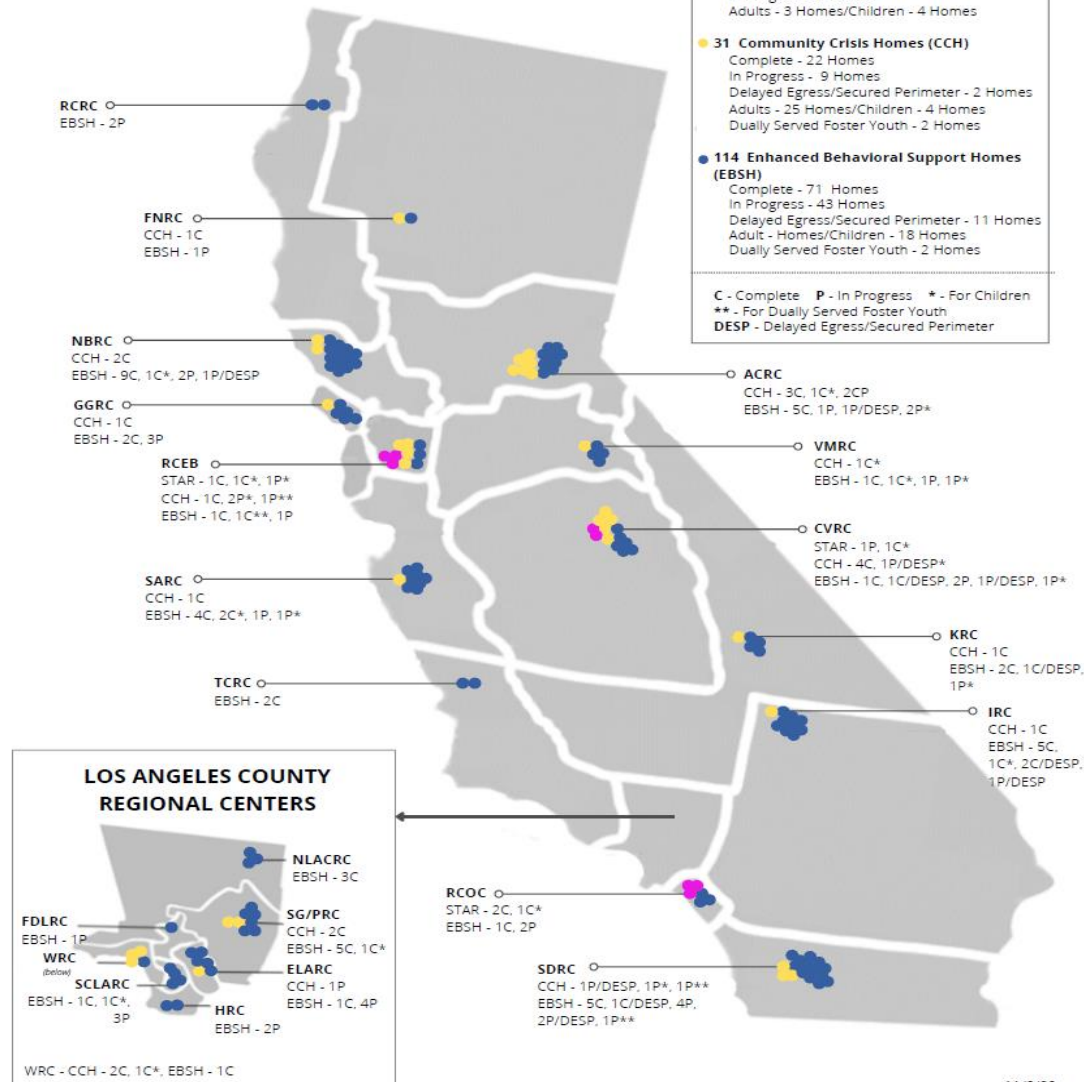 Adults - 3 Homes/Children - 4 Homes
31 Community Crisis Homes (CCH)
Complete - 22 Homes
In Progress - 9 Homes
Delayed Egress/Secured Perimeter - 2 Homes
Adults - 25 Homes/Children - 4 Homes
Dually Served Foster Youth - 2 Homes
114 Enhanced Behavioral Support Homes
(EBSH)
Complete - 71 Homes
In Progress - 43 Homes
Delayed Egress/Secured Perimeter - 11 Homes
Adult - Homes/Children - 18 Homes
Dually Served Foster Youth - 2 Homes
C - Complete P - In Progress * - For Children
** - For Dually Served Foster Youth
DESP - Delayed Egress/Secured Perimeter
RCRC
EBSH - 2P
FNRC
CCH - 1C
EBSH - 1P
NBRC
CCH - 2C
EBSH - 9C, 1C*, 2P, 1P/DESP
GGRC
CCH - 1C
EBSH - 2C, 3P
RCEB
STAR - 1C, 1C*, 1P*
CCH - 1C, 2P*, 1P**
EBSH - 1C, 1C**, 1P
SARC
CCH - 1C
EBSH - 4C, 2C*, 1P, 1P*
TCRC
EBSH - 2C
ACRC
CCH - 3C, 1C*, 2CP
EBSH - 5C, 1P, 1P/DESP, 2P*
VMRC
CCH - 1C*
EBSH - 1C, 1C*, 1P, 1P*
CVRC
STAR - 1P, 1C*
CCH - 4C, 1P/DESP*
EBSH - 1C, 1C/DESP, 2P, 1P/DESP, 1P*
KRC
CCH - 1C
EBSH - 2C, 1C/DESP,
1P*
IRC
CCH - 1C
EBSH - 5C,
1C*, 2C/DESP,
1P/DESP
RCOC
STAR - 2C, 1C*
EBSH - 1C, 2P
SDRC
CCH - 1P/DESP, 1P*, 1P**
EBSH - 5C, 1C/DESP, 4P,
2P/DESP, 1P**
LOS ANGELES COUNTY
REGIONAL CENTERS
NLACRC
EBSH - 3C
SG/PRC
CCH - 2C
EBSH - 5C, 1C*
ELARC
CCH - 1P
EBSH - 1C, 4P
FDLRC
EBSH - 1P
WRC
(below)
SCLARC
EBSH - 1C, 1C*,
3P
HRC
EBSH - 2P
WRC - CCH - 2C, 1C*, EBSH - 1C